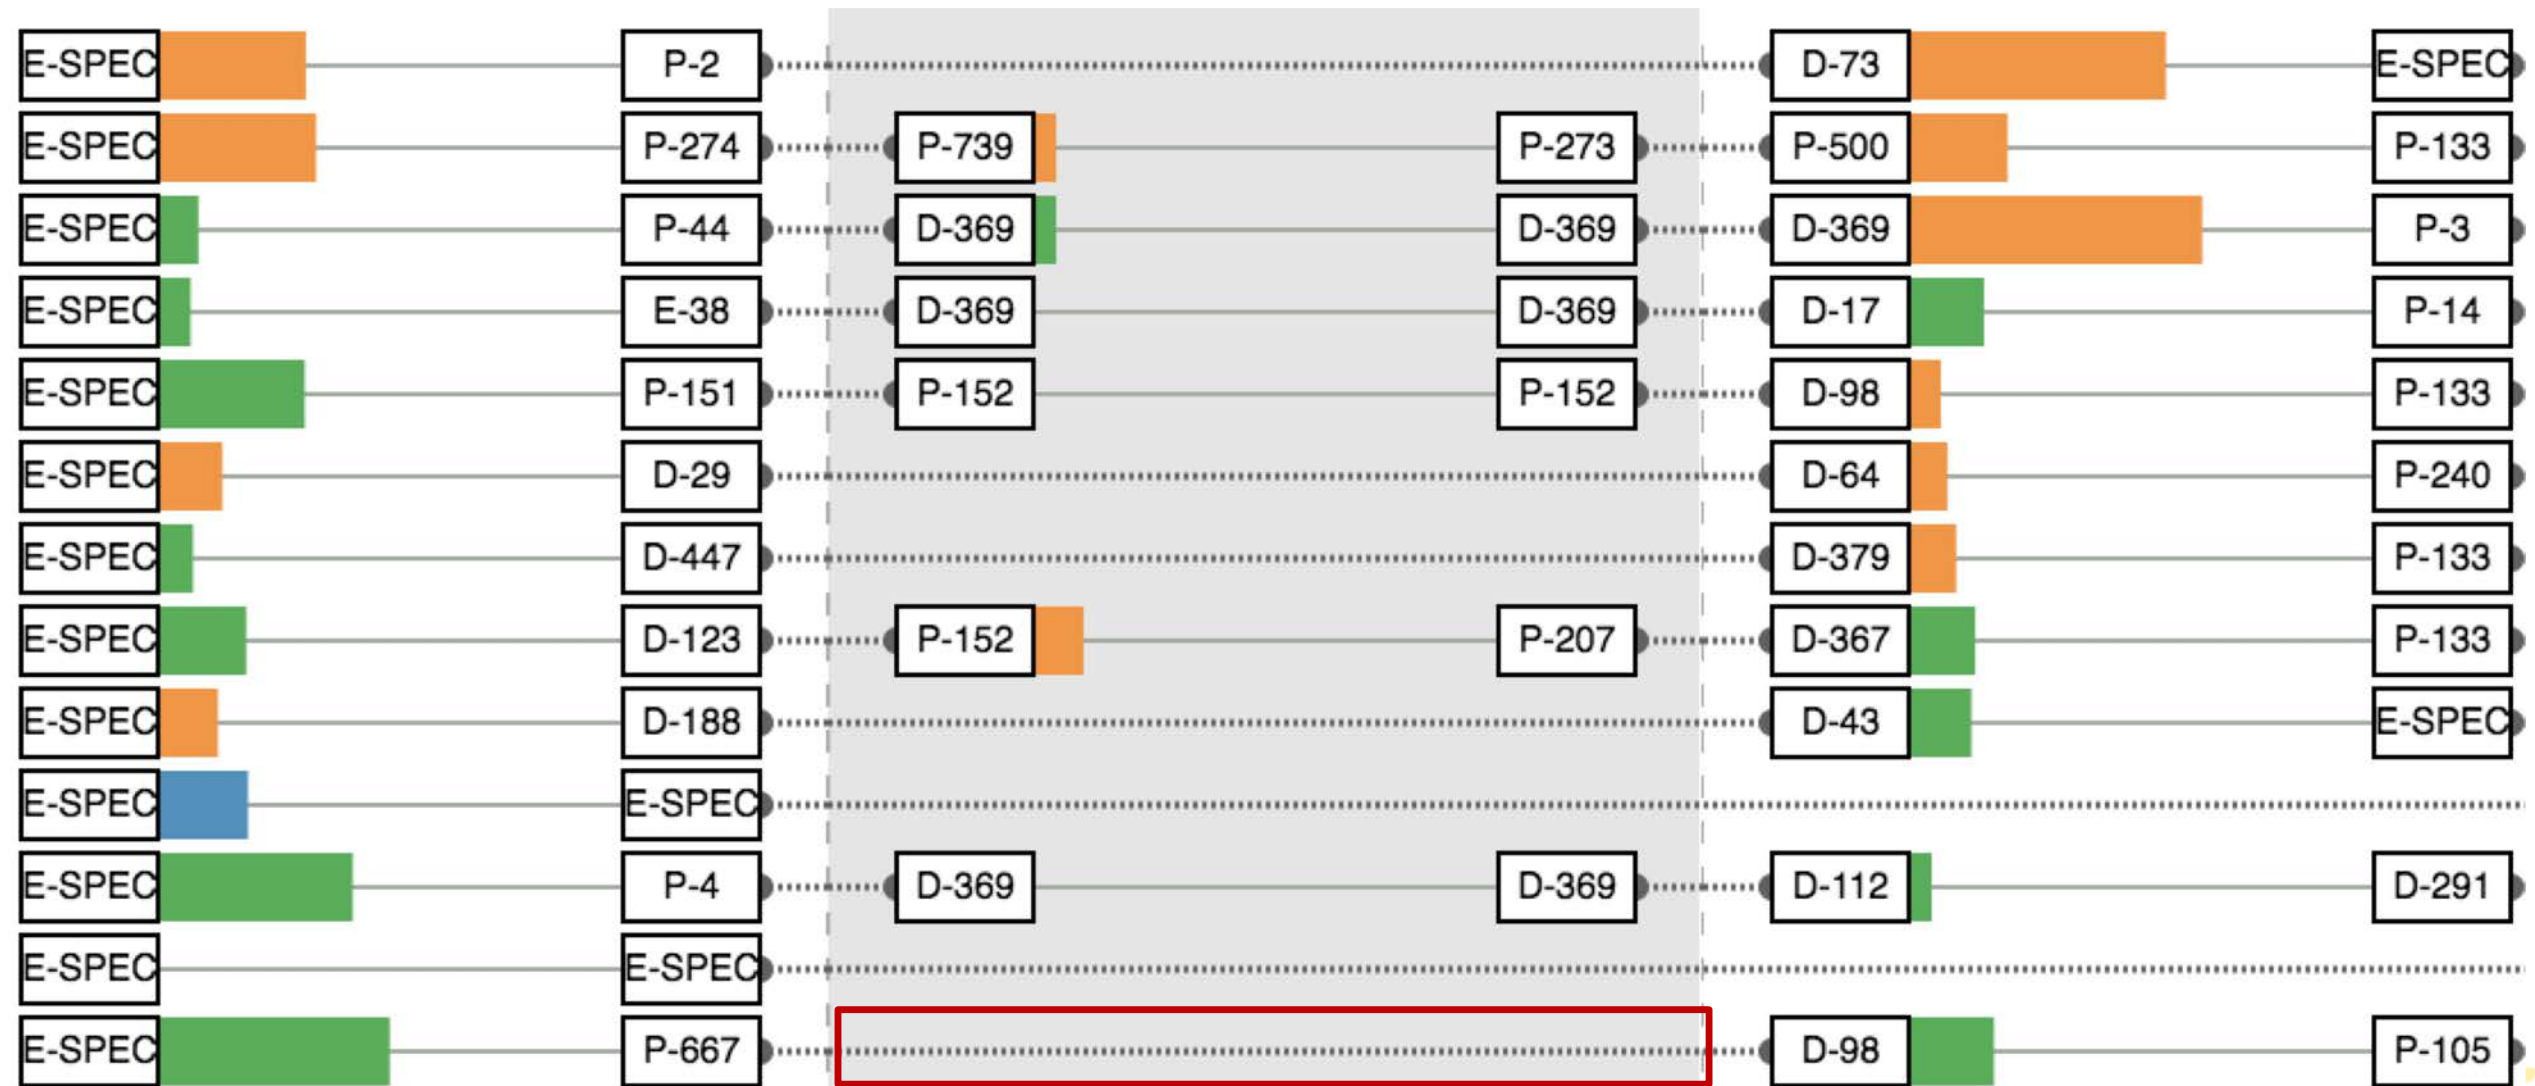 E-SPEC P-2 D-73 E-SPEC
E-SPEC P-274 P-739 P-273 P-500 P-133
E-SPEC P-44 D-369 D-369 D-369 P-3
E-SPEC E-38 D-369 D-369 D-17 P-14
E-SPEC P-151 P-152 P-152 D-98 P-133
E-SPEC D-29 D-64 P-240
E-SPEC D-447 D-379 P-133
E-SPEC D-123 P-152 P-207 D-367 P-133
E-SPEC D-188 D-43 E-SPEC
E-SPEC E-SPEC
E-SPEC P-4 D-369 D-369 D-112 D-291
E-SPEC E-SPEC
E-SPEC P-667 D-98 P-105